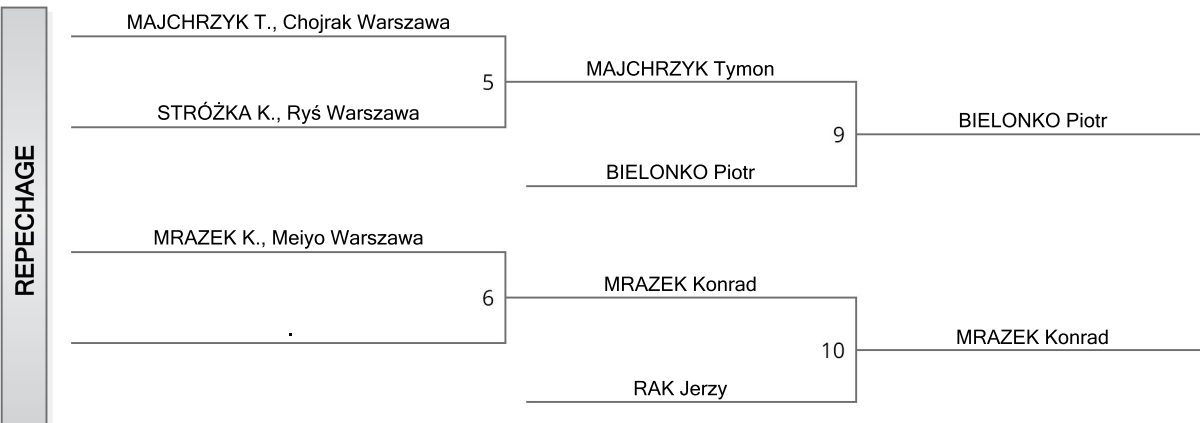 REPECHAGE
MAJCHRZYK T., Chojrak Warszawa
5
STRÓŻKA K., Ryś Warszawa
MAJCHRZYK Tymon
9
BIELONKO Piotr
BIELONKO Piotr
MRAZEK K., Meiyo Warszawa
6
.
MRAZEK Konrad
10
RAK Jerzy
MRAZEK Konrad